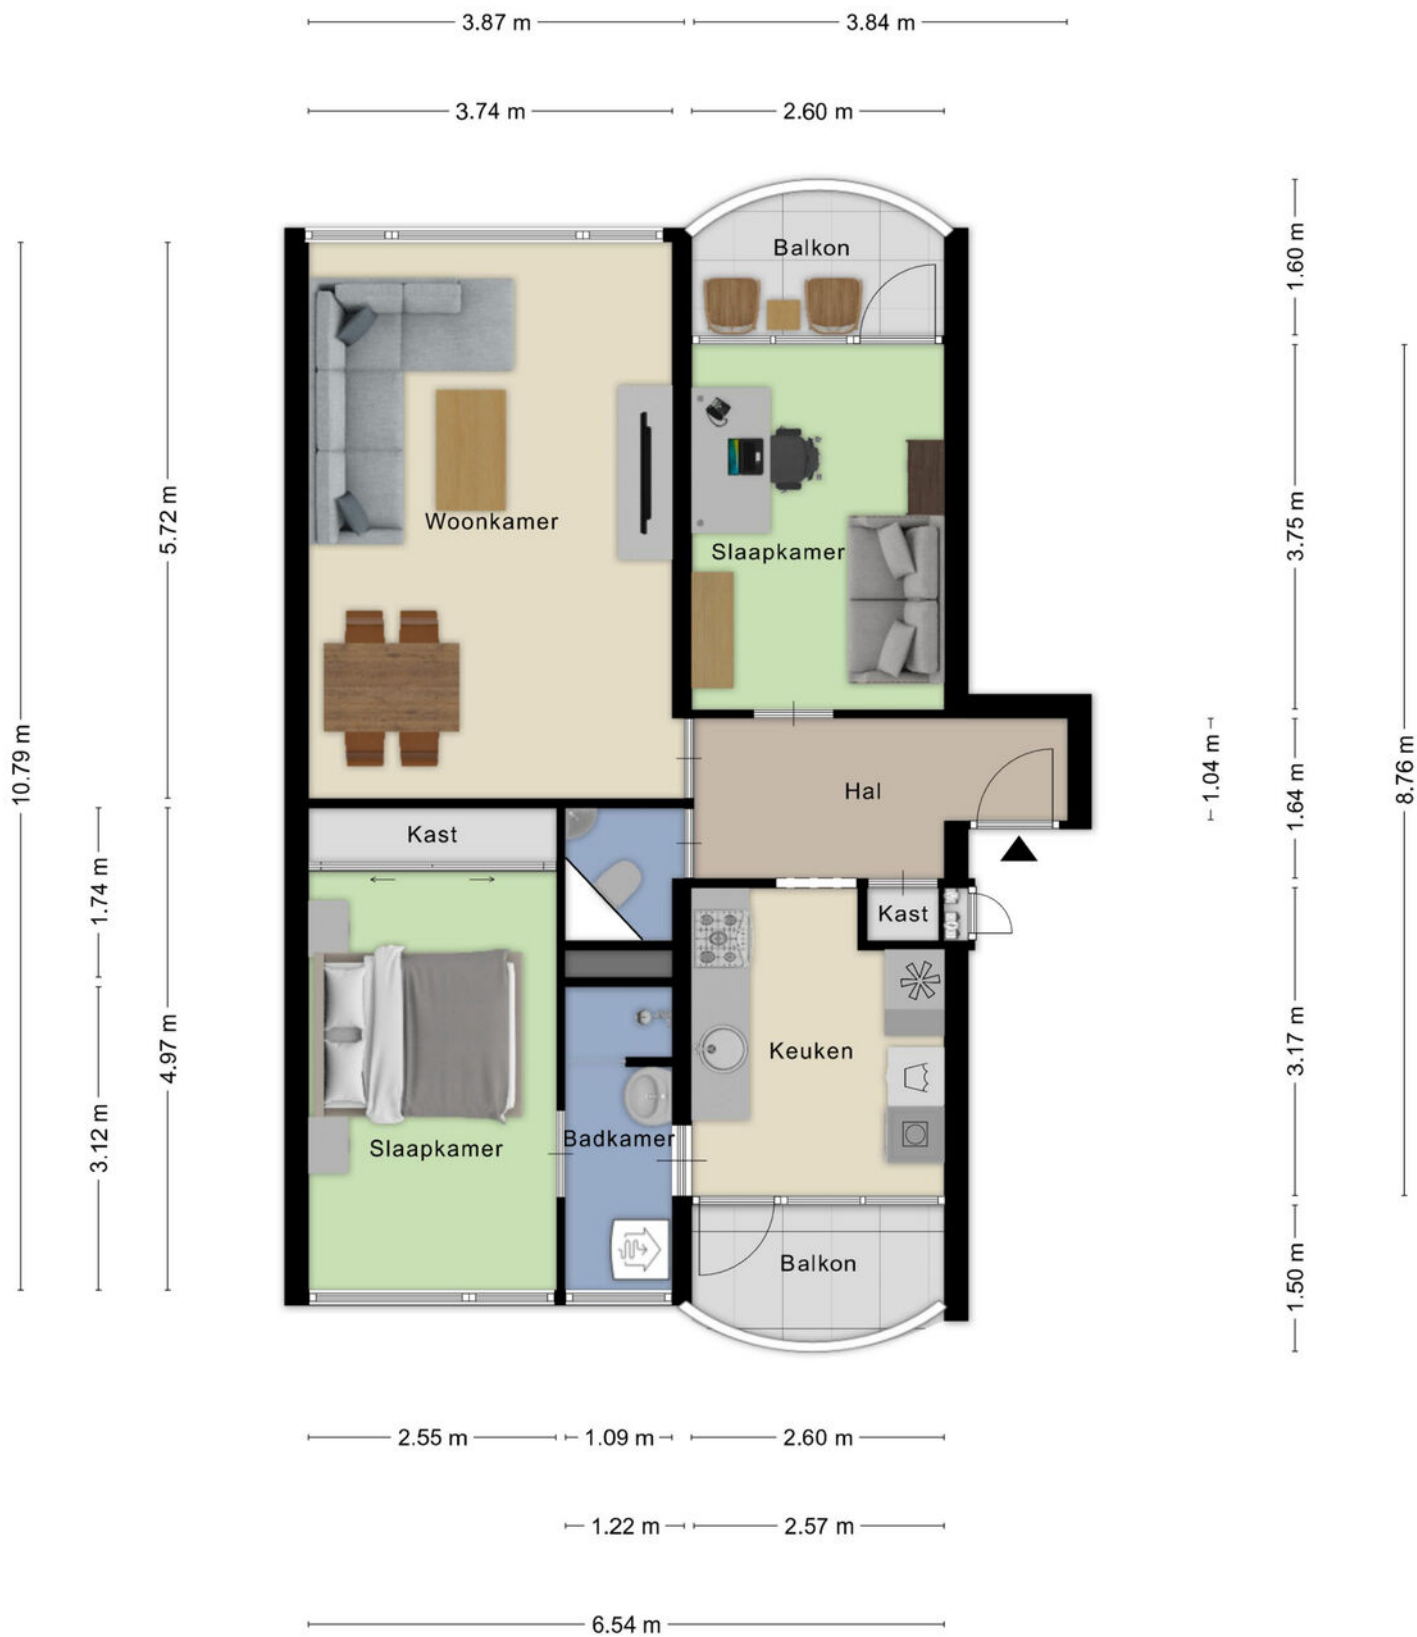 3.87 m
3.84 m
3.74 m
2.60 m
Balkon
1.60 m
Woonkamer
Slaapkamer
5.72 m
3.75 m
10.79 m
Hal
1.04 m
1.64 m
8.76 m
Kast
1.74 m
Kast
Keuken
4.97 m
3.17 m
Slaapkamer
Badkamer
3.12 m
Balkon
1.50 m
2.55 m
1.09 m
2.60 m
1.22 m
2.57 m
6.54 m